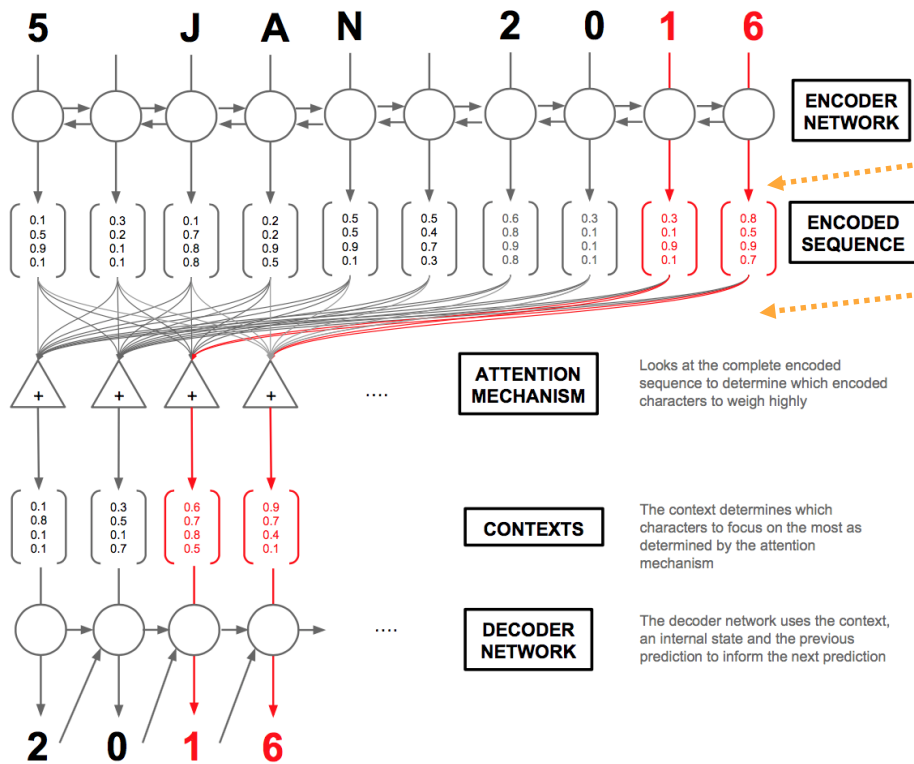 5 J A N 2 0 1 6
ENCODER
NETWORK
0.1 0.3 0.1 0.2 0.5 0.5 0.6 0.3 0.3 0.8
0.5 0.2 0.7 0.2 0.5 0.4 0.8 0.1 0.1 0.5
0.9 0.1 0.8 0.9 0.9 0.7 0.9 0.1 0.9 0.9
0.1 0.1 0.8 0.5 0.1 0.3 0.8 0.1 0.1 0.7
ENCODED
SEQUENCE
+ + + + ....
ATTENTION
MECHANISM
Looks at the complete encoded
sequence to determine which encoded
characters to weigh highly
0.1 0.3 0.6 0.9
0.8 0.5 0.7 0.7
0.1 0.1 0.8 0.4
0.1 0.7 0.5 0.1
CONTEXTS
The context determines which
characters to focus on the most as
determined by the attention
mechanism
....
DECODER
NETWORK
The decoder network uses the context,
an internal state and the previous
prediction to inform the next prediction
2 0 1 6